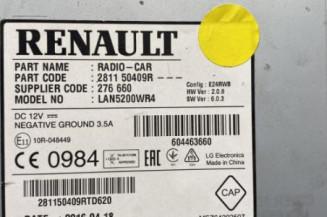 RENAULT
PART NAME : RADIO-CAR
PART CODE : 2811 50409R
SUPPLIER CODE : 276 660
MODEL NO : LAN5200WR4
Config : E24RWB
HW Ver. : 2.0.8
SW Ver. : 6.0.3
DC 12V
NEGATIVE GROUND 3.5A
E11 10R-048449
604463660
CE 0984
EAC
LG Electronics
Made in China
281150409RTD620
CAP